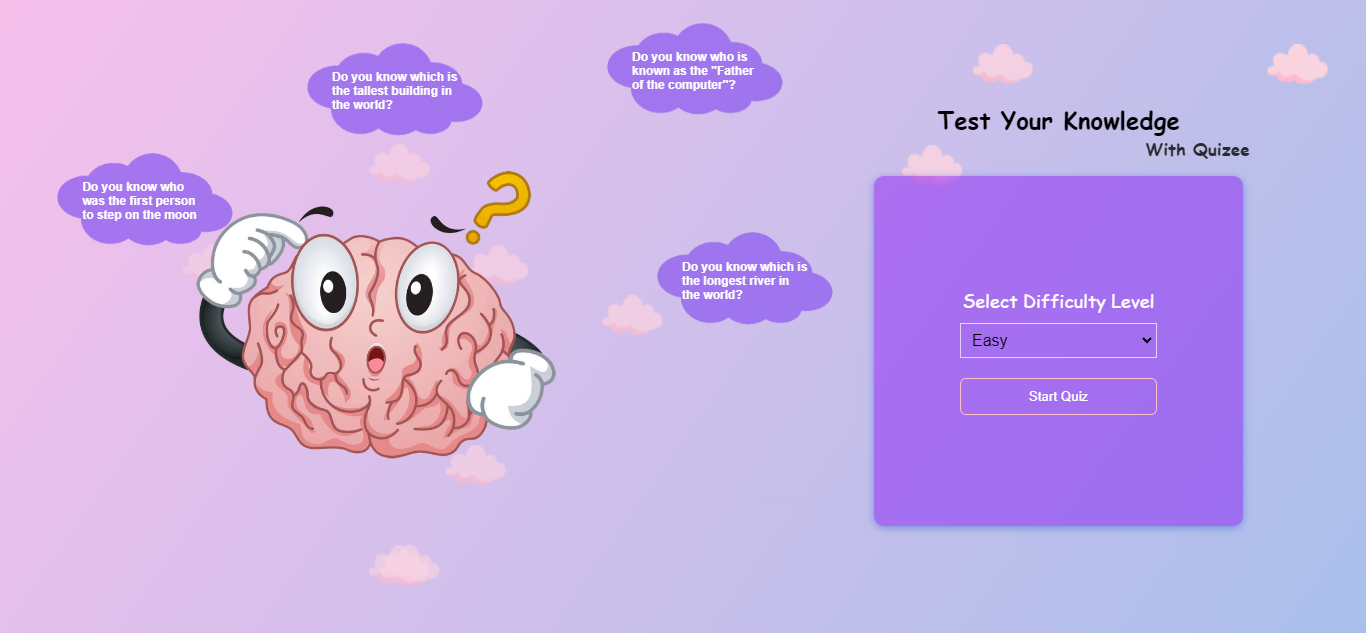 Do you know which is
the tallest building in
the world?
Do you know who is
known as the "Father
of the computer"?
Do you know who
was the first person
to step on the moon
Do you know which is
the longest river in
the world?
Test Your Knowledge
With Quizee
Select Difficulty Level
Easy
Start Quiz